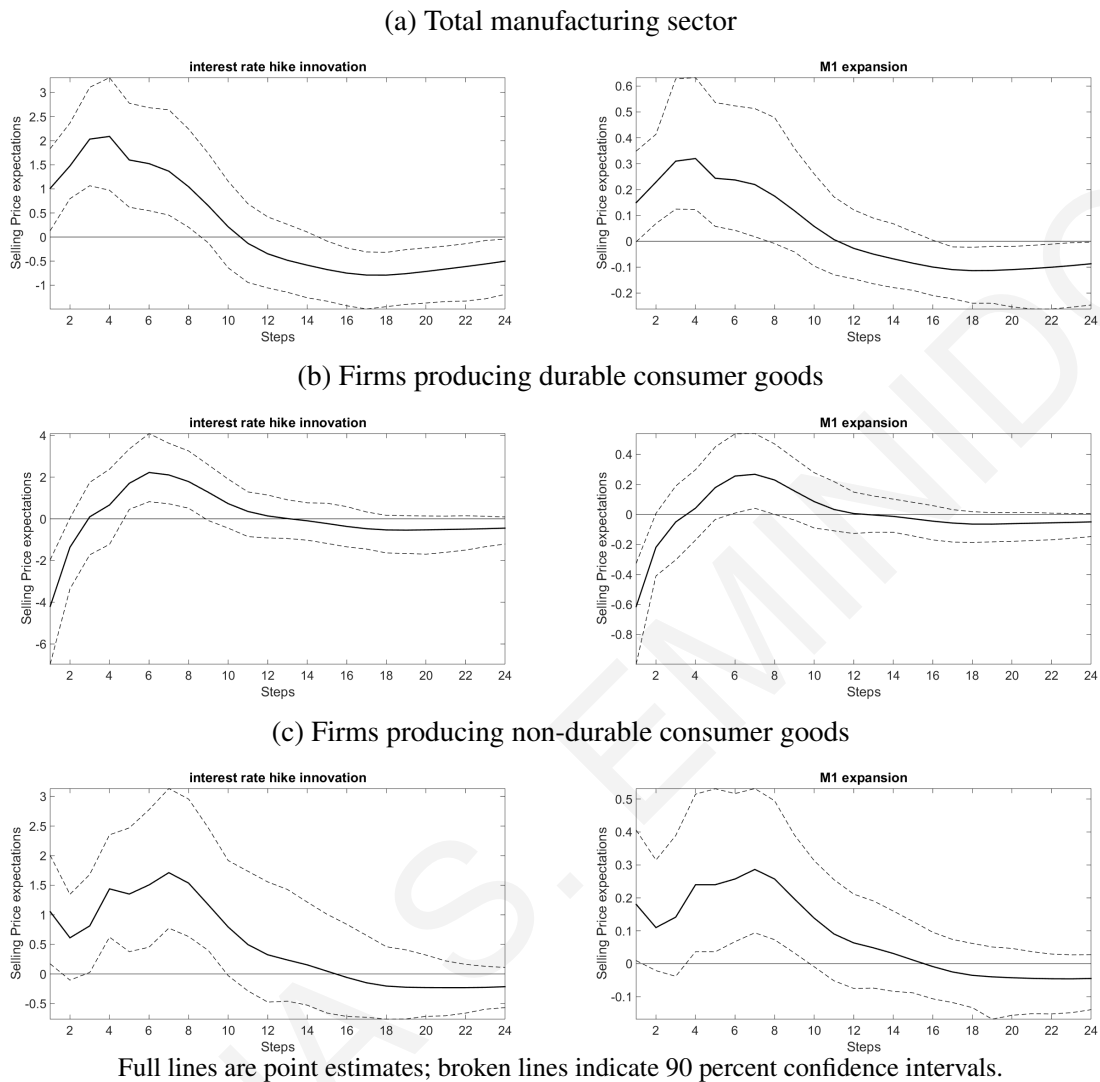 (a) Total manufacturing sector
interest rate hike innovation
Selling Price expectations
3
2.5
2
1.5
1
0.5
0
-0.5
-1
2 4 6 8 10 12 14 16 18 20 22 24
Steps
M1 expansion
Selling Price expectations
0.6
0.5
0.4
0.3
0.2
0.1
0
-0.1
-0.2
2 4 6 8 10 12 14 16 18 20 22 24
Steps
(b) Firms producing durable consumer goods
interest rate hike innovation
Selling Price expectations
4
2
0
-2
-4
-6
2 4 6 8 10 12 14 16 18 20 22 24
Steps
M1 expansion
Selling Price expectations
0.4
0.2
0
-0.2
-0.4
-0.6
-0.8
2 4 6 8 10 12 14 16 18 20 22 24
Steps
(c) Firms producing non-durable consumer goods
interest rate hike innovation
Selling Price expectations
3
2.5
2
1.5
1
0.5
0
-0.5
2 4 6 8 10 12 14 16 18 20 22 24
Steps
M1 expansion
Selling Price expectations
0.5
0.4
0.3
0.2
0.1
0
-0.1
2 4 6 8 10 12 14 16 18 20 22 24
Steps
Full lines are point estimates; broken lines indicate 90 percent confidence intervals.